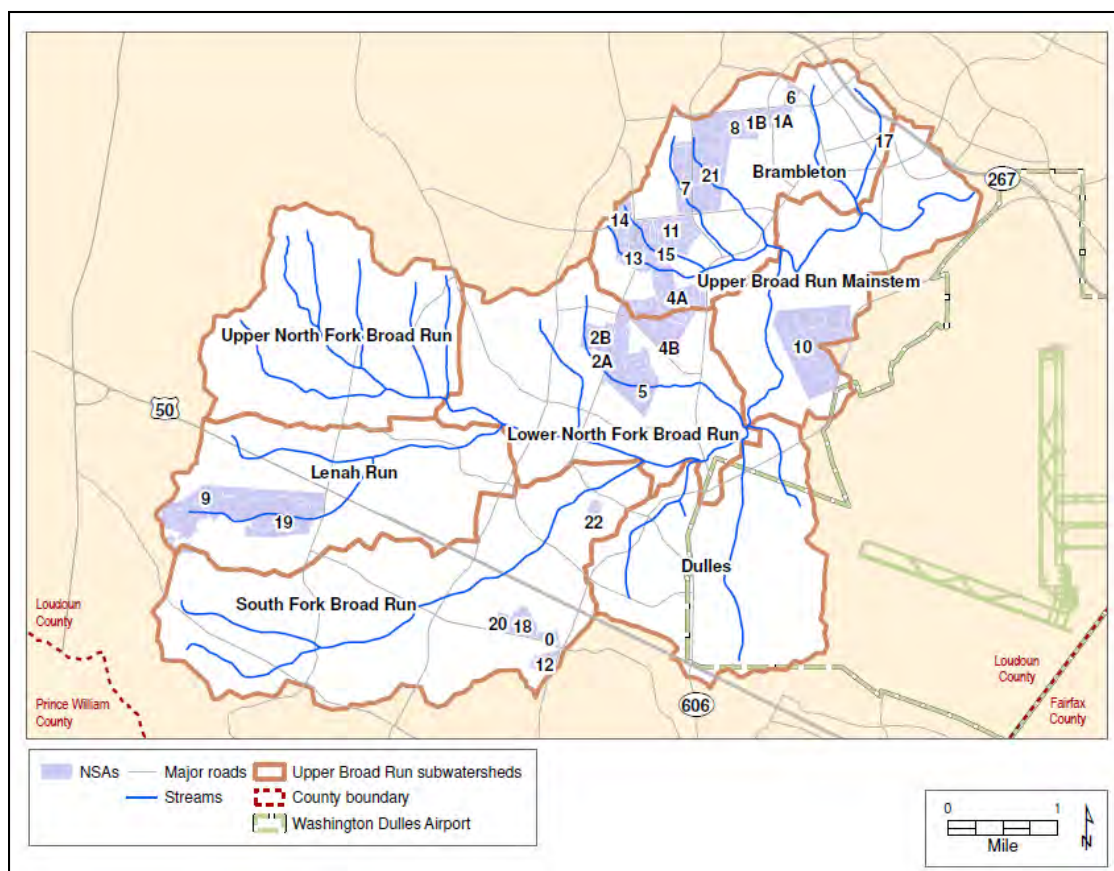 6
1B
1A
8
17
Brambleton
21
7
267
14
11
15
13
Upper Broad Run Mainstem
4A
2B
Upper North Fork Broad Run
4B
10
2A
5
50
Lower North Fork Broad Run
Lenah Run
9
19
22
Dulles
South Fork Broad Run
20
18
0
12
Loudoun
County
Prince William
County
Loudoun
County
Fairfax
County
606
NSAs
Major roads
Upper Broad Run subwatersheds
Streams
County boundary
Washington Dulles Airport
0
1
Mile
N